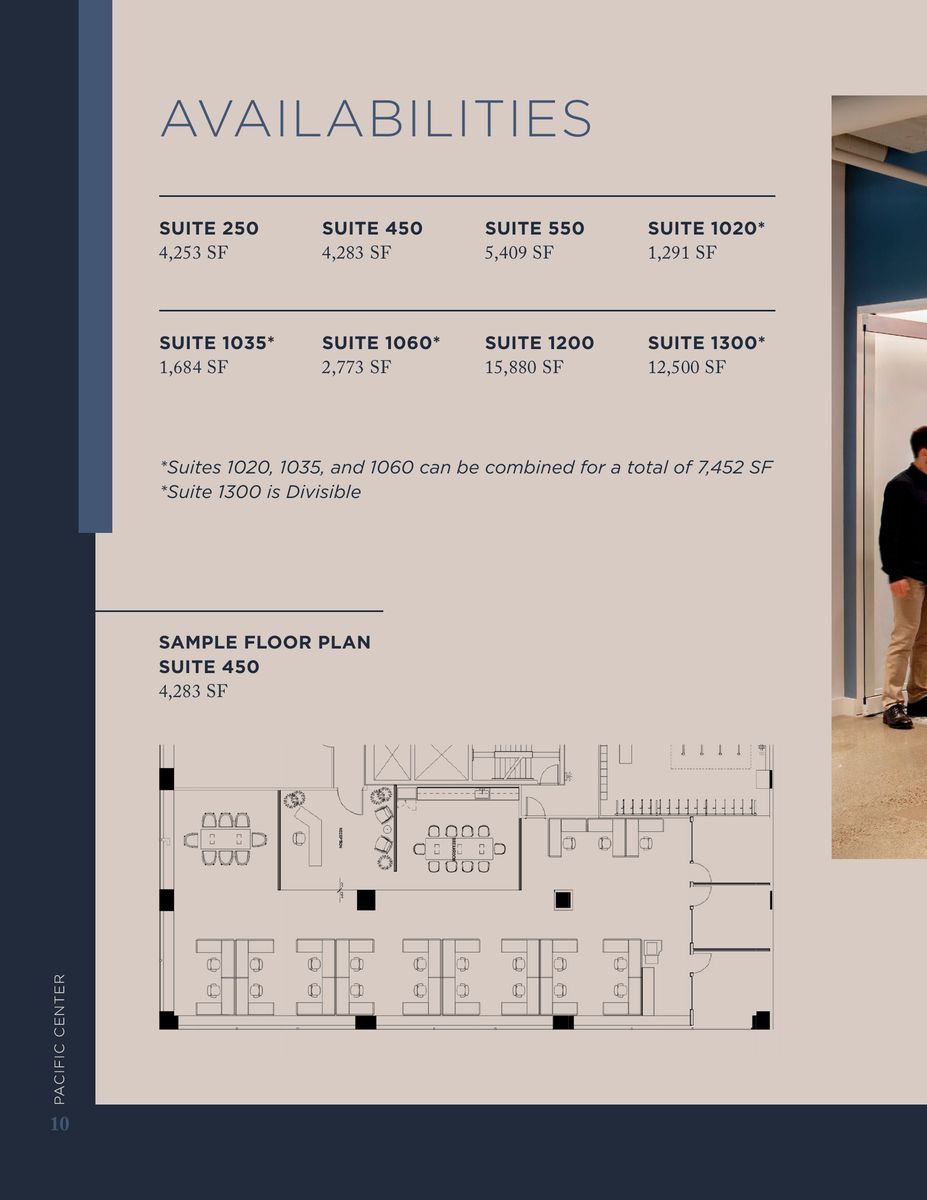 AVAILABILITIES
SUITE 250
4,253 SF
SUITE 450
4,283 SF
SUITE 550
5,409 SF
SUITE 1020*
1,291 SF
SUITE 1035*
1,684 SF
SUITE 1060*
2,773 SF
SUITE 1200
15,880 SF
SUITE 1300*
12,500 SF
*Suites 1020, 1035, and 1060 can be combined for a total of 7,452 SF
*Suite 1300 is Divisible
SAMPLE FLOOR PLAN
SUITE 450
4,283 SF
RECEPTION
PACIFIC CENTER
10